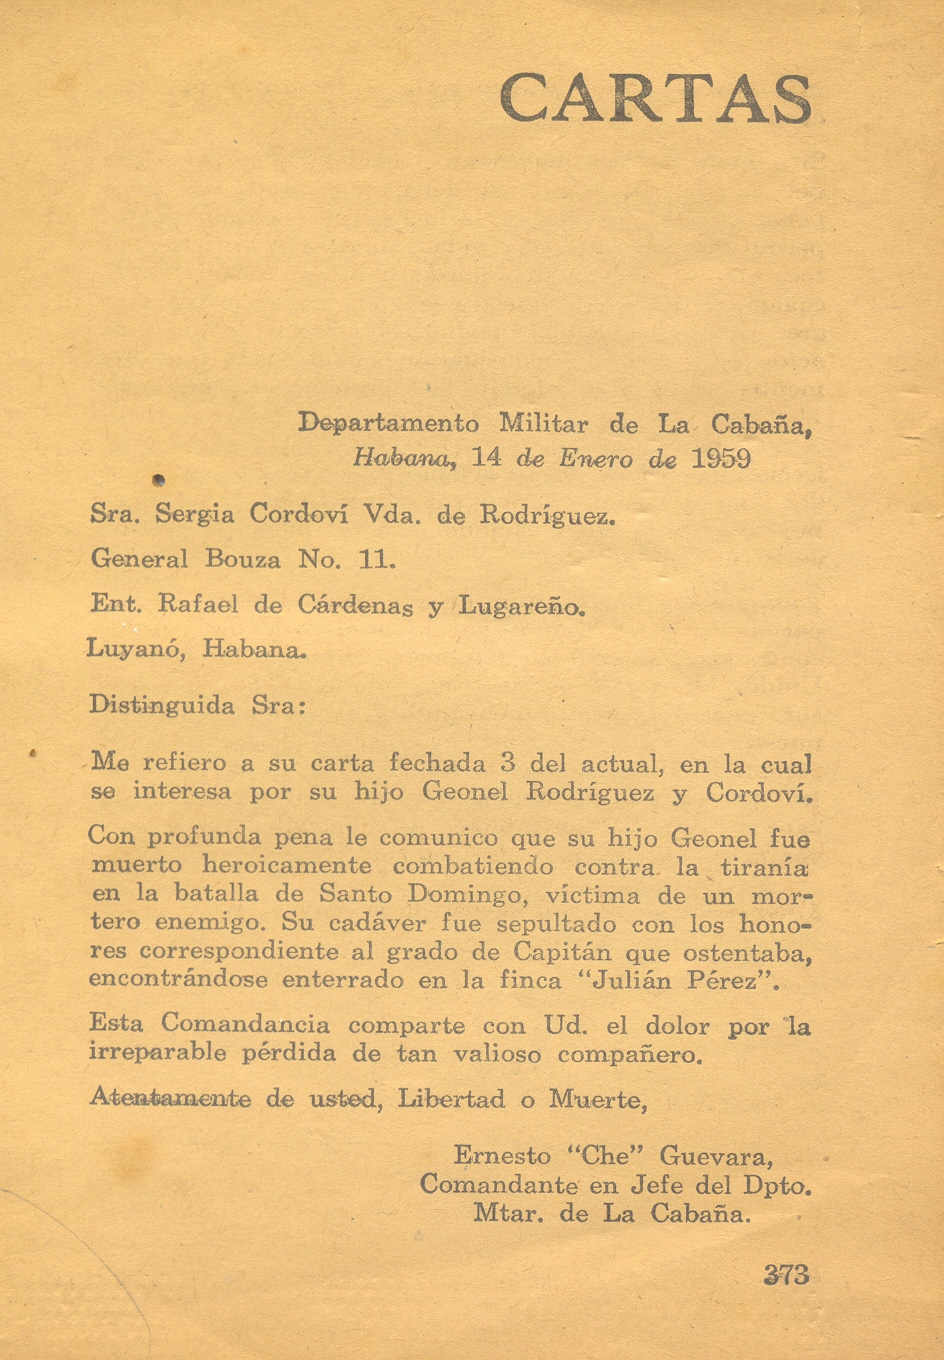 CARTAS
Departamento Militar de La Cabaña,
Habana, 14 de Enero de 1959
Sra. Sergia Cordoví Vda. de Rodríguez.
General Bouza No. 11.
Ent. Rafael de Cárdenas y Lugareño.
Luyanó, Habana.
Distinguida Sra:
Me refiero a su carta fechada 3 del actual, en la cual
se interesa por su hijo Geonel Rodríguez y Cordoví.
Con profunda pena le comunico que su hijo Geonel fue
muerto heroicamente combatiendo contra la tiranía
en la batalla de Santo Domingo, víctima de un mor-
tero enemigo. Su cadáver fue sepultado con los hono-
res correspondiente al grado de Capitán que ostentaba,
encontrándose enterrado en la finca “Julián Pérez”.
Esta Comandancia comparte con Ud. el dolor por la
irreparable pérdida de tan valioso compañero.
Atentamente de usted, Libertad o Muerte,
Ernesto “Che” Guevara,
Comandante en Jefe del Dpto.
Mtar. de La Cabaña.
373